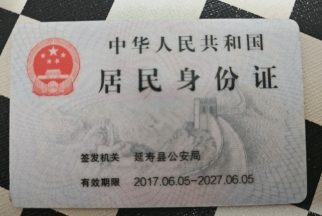 中华人民共和国
居民身份证
签发机关 延寿县公安局
有效期限 2017.06.05-2027.06.05